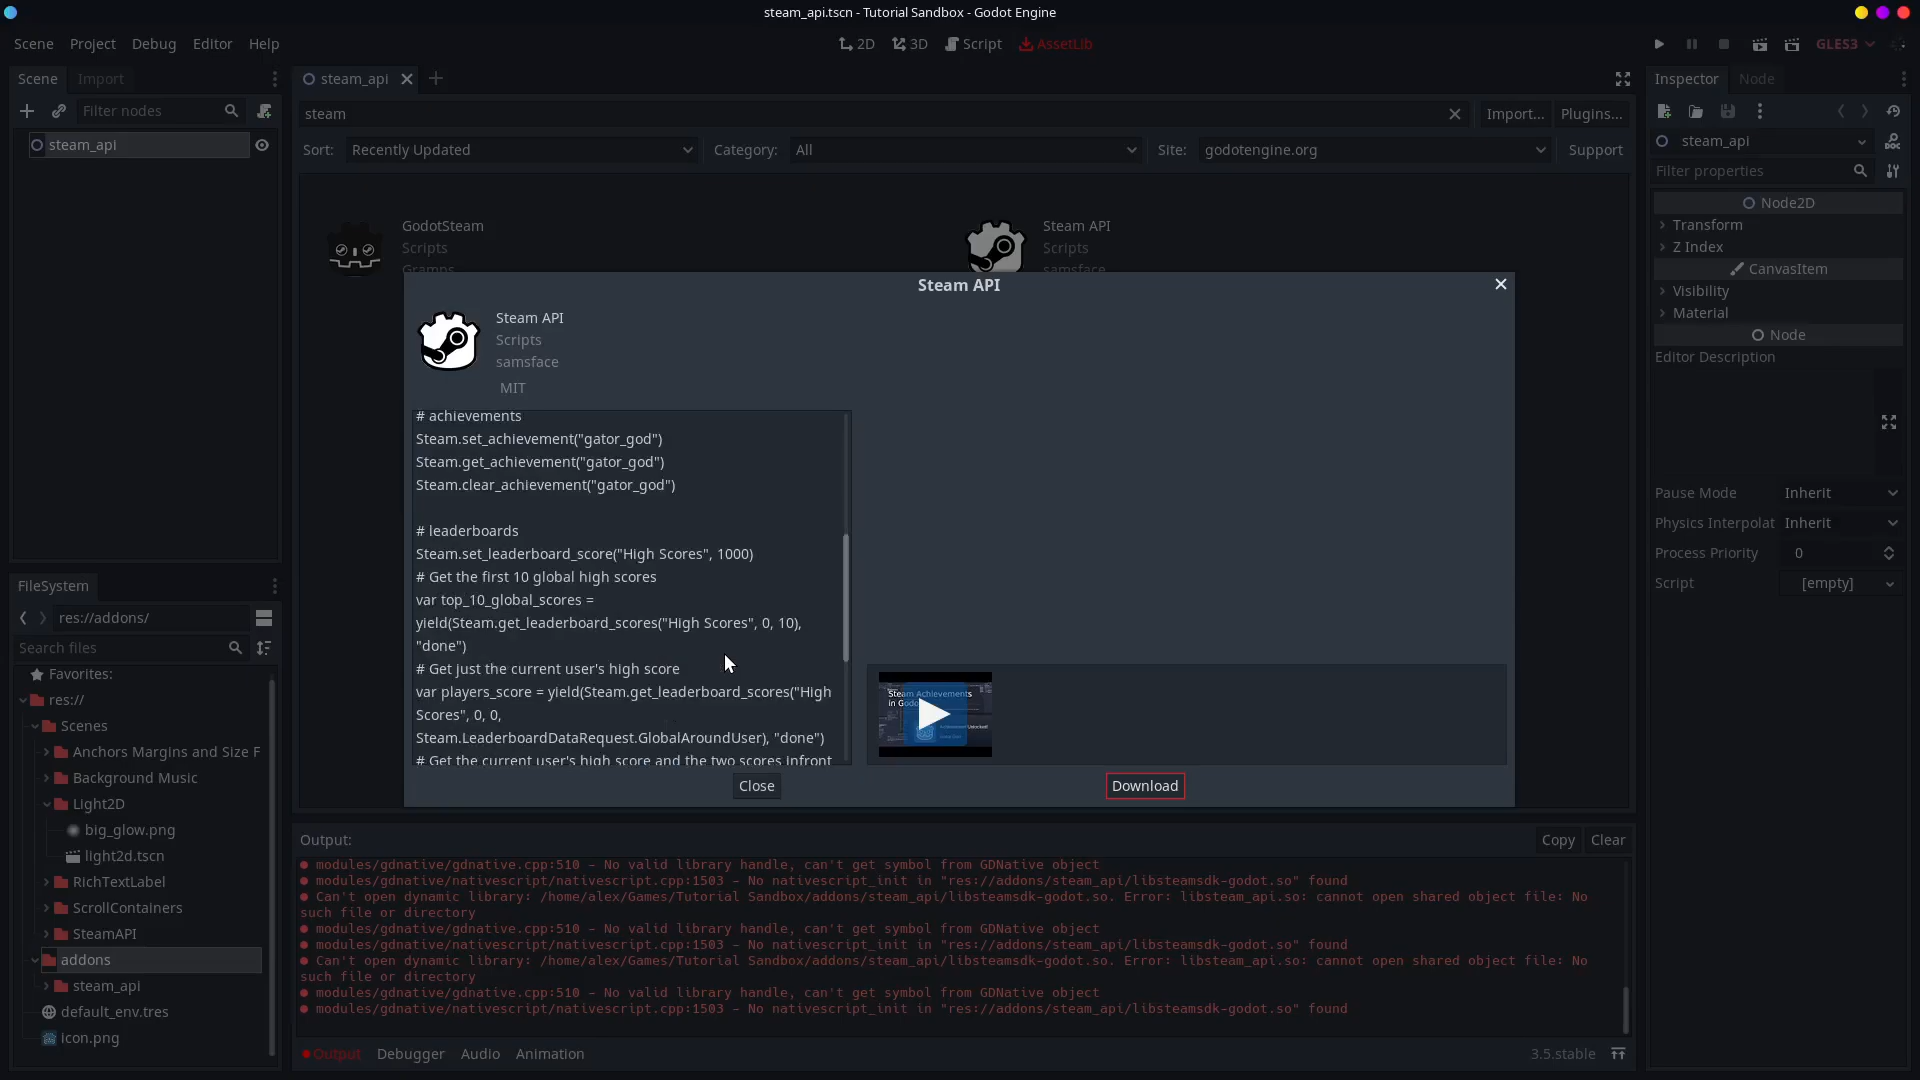 steam_api.tscn - Tutorial Sandbox - Godot Engine
Scene Project Debug Editor Help
2D 3D Script AssetLib
GLES3
Scene Import
Filter nodes
steam_api
steam_api
steam
Import... Plugins...
Sort: Recently Updated Category: All Site: godotengine.org Support
GodotSteam
Scripts
Gramps
Steam API
Scripts
samsface
Steam API
Steam API
Scripts
samsface
MIT
# achievements
Steam.set_achievement("gator_god")
Steam.get_achievement("gator_god")
Steam.clear_achievement("gator_god")
# leaderboards
Steam.set_leaderboard_score("High Scores", 1000)
# Get the first 10 global high scores
var top_10_global_scores =
yield(Steam.get_leaderboard_scores("High Scores", 0, 10),
"done")
# Get just the current user's high score
var players_score = yield(Steam.get_leaderboard_scores("High
Scores", 0, 0,
Steam.LeaderboardDataRequest.GlobalAroundUser), "done")
# Get the current user's high score and the two scores infront
Steam Achievements
in Godo
Close
Download
Output:
Copy Clear
modules/gdnative/gdnative.cpp:510 - No valid library handle, can't get symbol from GDNative object
modules/gdnative/nativescript.cpp:1503 - No nativescript_init in "res://addons/steam_api/libsteamsdk-godot.so" found
Can't open dynamic library: /home/alex/Games/Tutorial Sandbox/addons/steam_api/libsteamsdk-godot.so. Error: libsteam_api.so: cannot open shared object file: No
such file or directory
modules/gdnative/gdnative.cpp:510 - No valid library handle, can't get symbol from GDNative object
modules/gdnative/nativescript.cpp:1503 - No nativescript_init in "res://addons/steam_api/libsteamsdk-godot.so" found
Can't open dynamic library: /home/alex/Games/Tutorial Sandbox/addons/steam_api/libsteamsdk-godot.so. Error: libsteam_api.so: cannot open shared object file: No
such file or directory
modules/gdnative/gdnative.cpp:510 - No valid library handle, can't get symbol from GDNative object
modules/gdnative/nativescript.cpp:1503 - No nativescript_init in "res://addons/steam_api/libsteamsdk-godot.so" found
Output Debugger Audio Animation
3.5.stable
FileSystem
res://addons/
Search files
Favorites:
res://
Scenes
Anchors Margins and Size F
Background Music
Light2D
big_glow.png
light2d.tscn
RichTextLabel
ScrollContainers
SteamAPI
addons
steam_api
default_env.tres
icon.png
Inspector Node
steam_api
Filter properties
Node2D
Transform
Z Index
CanvasItem
Visibility
Material
Node
Editor Description
Pause Mode Inherit
Physics Interpolat Inherit
Process Priority 0
Script [empty]